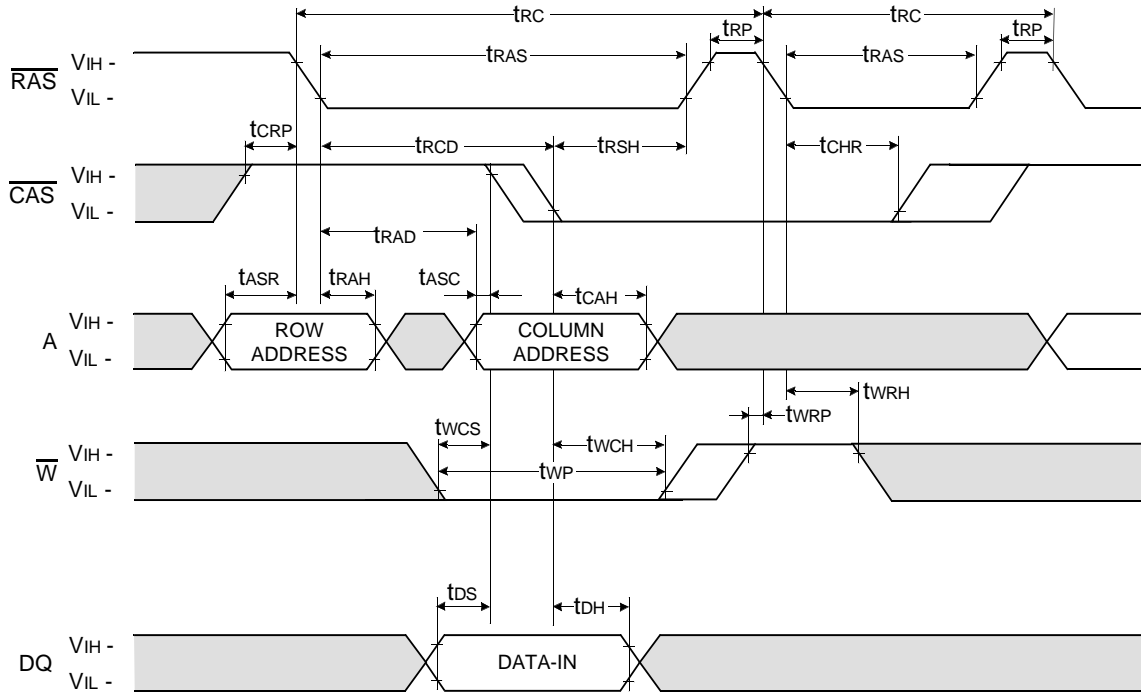 tRC tRC
tRP tRP
tRAS tRAS
RAS VIH -
VIL -
tCRP tRCD tRSH tCHR
CAS VIH -
VIL -
tRAD
tASR tRAH tASC tCAH
A VIH - ROW ADDRESS COLUMN ADDRESS
VIL -
tWRH
tWRP
tWCS tWCH
W VIH -
tWP
VIL -
tDS tDH
DQ VIH -
DATA-IN
VIL -